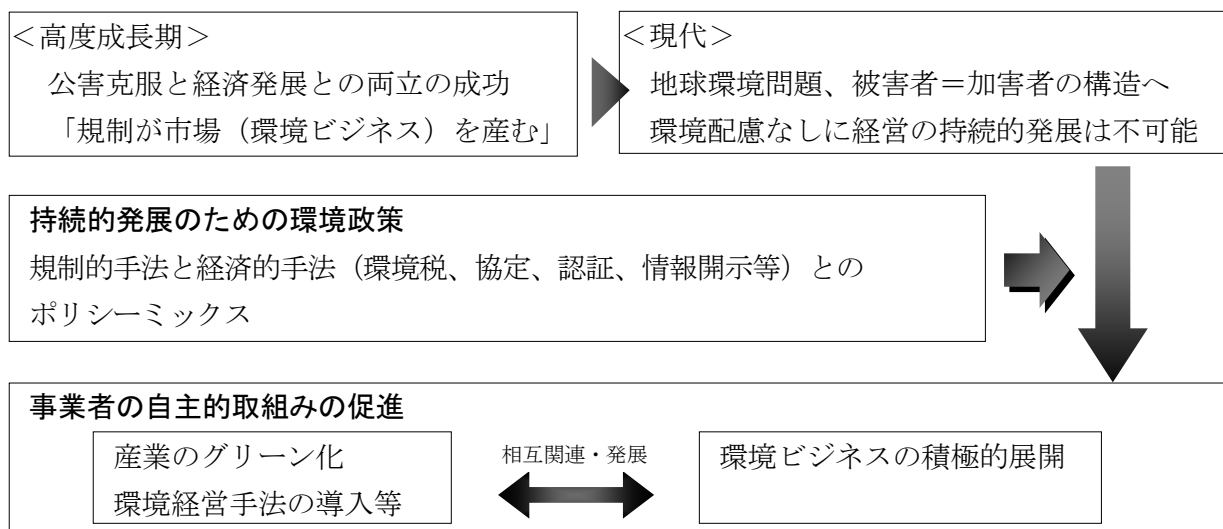 ＜高度成長期＞
公害克服と経済発展との両立の成功
「規制が市場（環境ビジネス）を産む」
＜現代＞
地球環境問題、被害者＝加害者の構造へ
環境配慮なしに経営の持続的発展は不可能
持続的発展のための環境政策
規制的手法と経済的手法（環境税、協定、認証、情報開示等）との
ポリシーミックス
事業者の自主的取組みの促進
産業のグリーン化
環境経営手法の導入等
相互関連・発展
環境ビジネスの積極的展開